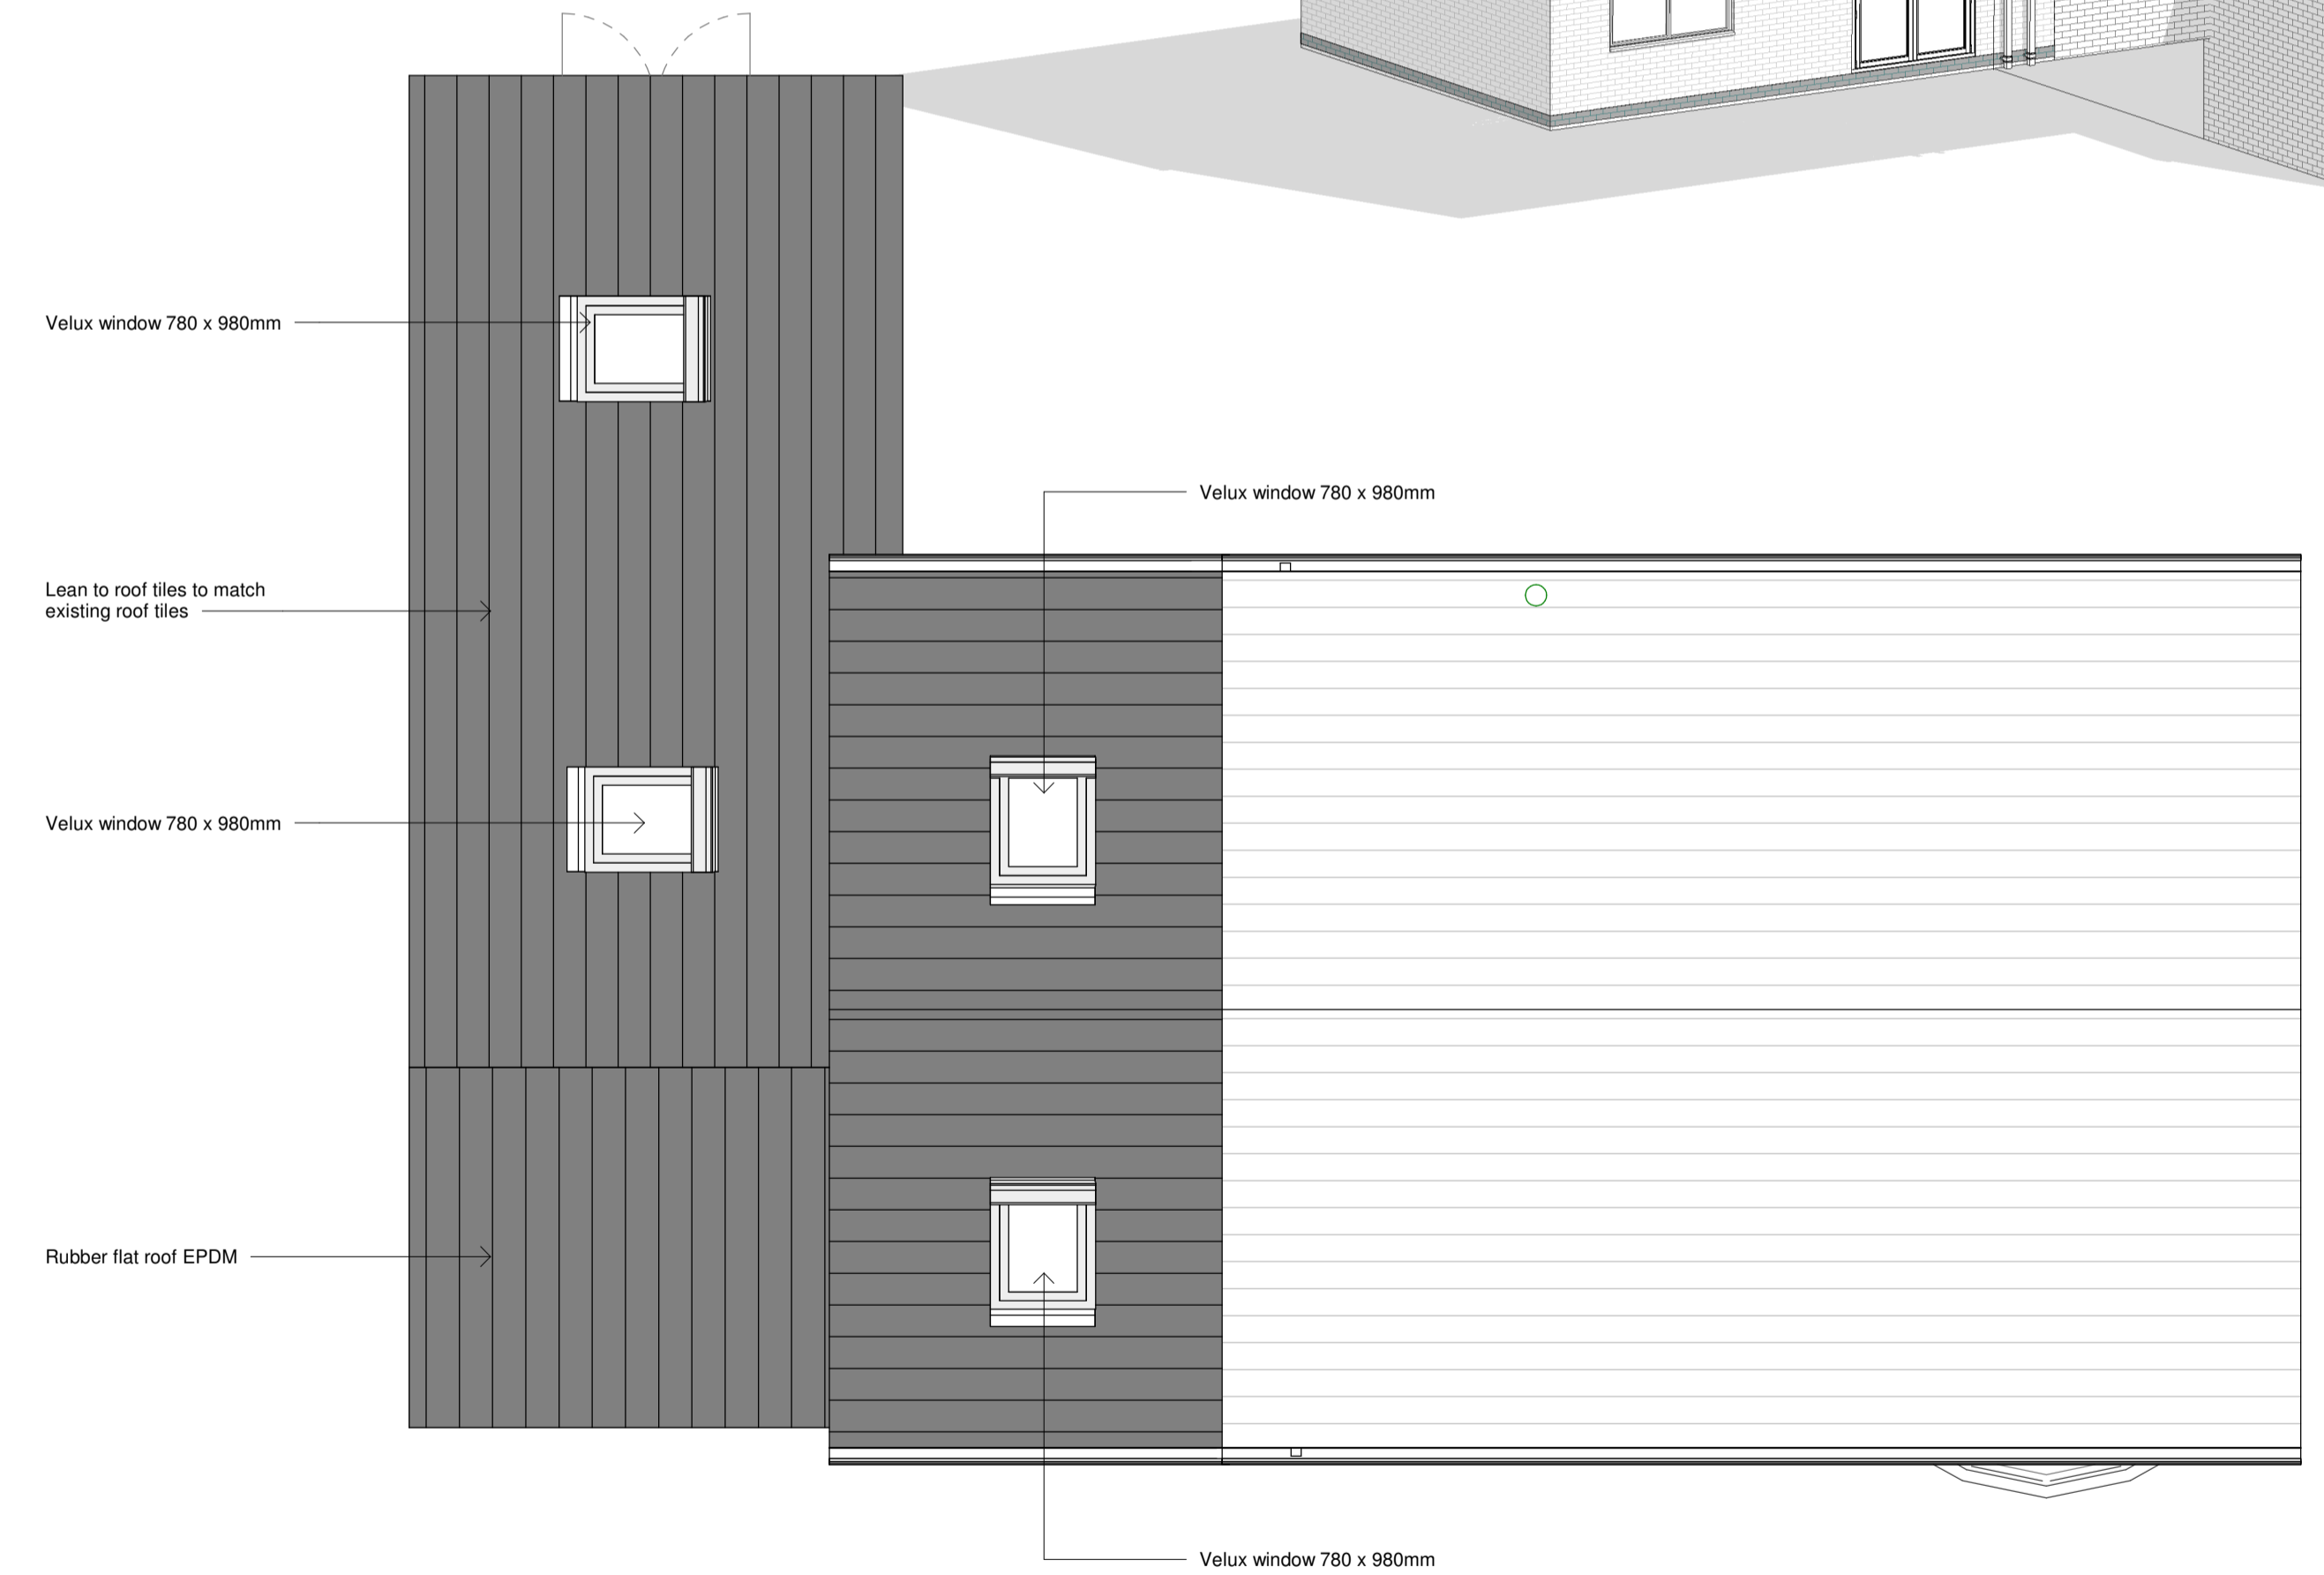 Velux window 780 x 980mm
Velux window 780 x 980mm
Lean to roof tiles to match
existing roof tiles
Velux window 780 x 980mm
Rubber flat roof EPDM
Velux window 780 x 980mm